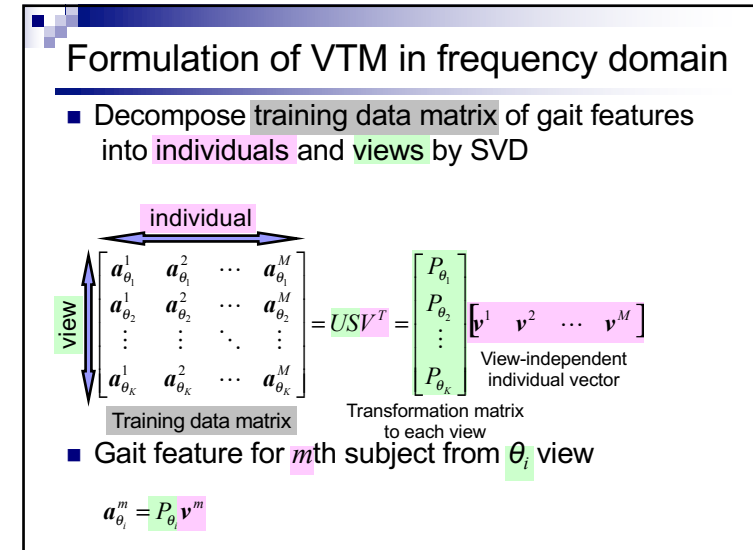 Formulation of VTM in frequency domain
Decompose training data matrix of gait features
into individuals and views by SVD
individual
view
[ a_{θ_1}^1 a_{θ_1}^2 ⋯ a_{θ_1}^M ]
[ a_{θ_2}^1 a_{θ_2}^2 ⋯ a_{θ_2}^M ]
[ ⋮ ⋮ ⋱ ⋮ ]
[ a_{θ_K}^1 a_{θ_K}^2 ⋯ a_{θ_K}^M ]
= USV^T =
[ P_{θ_1} ]
[ P_{θ_2} ]
[ ⋮ ]
[ P_{θ_K} ]
[ v^1 v^2 ⋯ v^M ]
View-independent
individual vector
Training data matrix
Transformation matrix
to each view
Gait feature for mth subject from θ_i view
a_{θ_i}^m = P_{θ_i} v^m